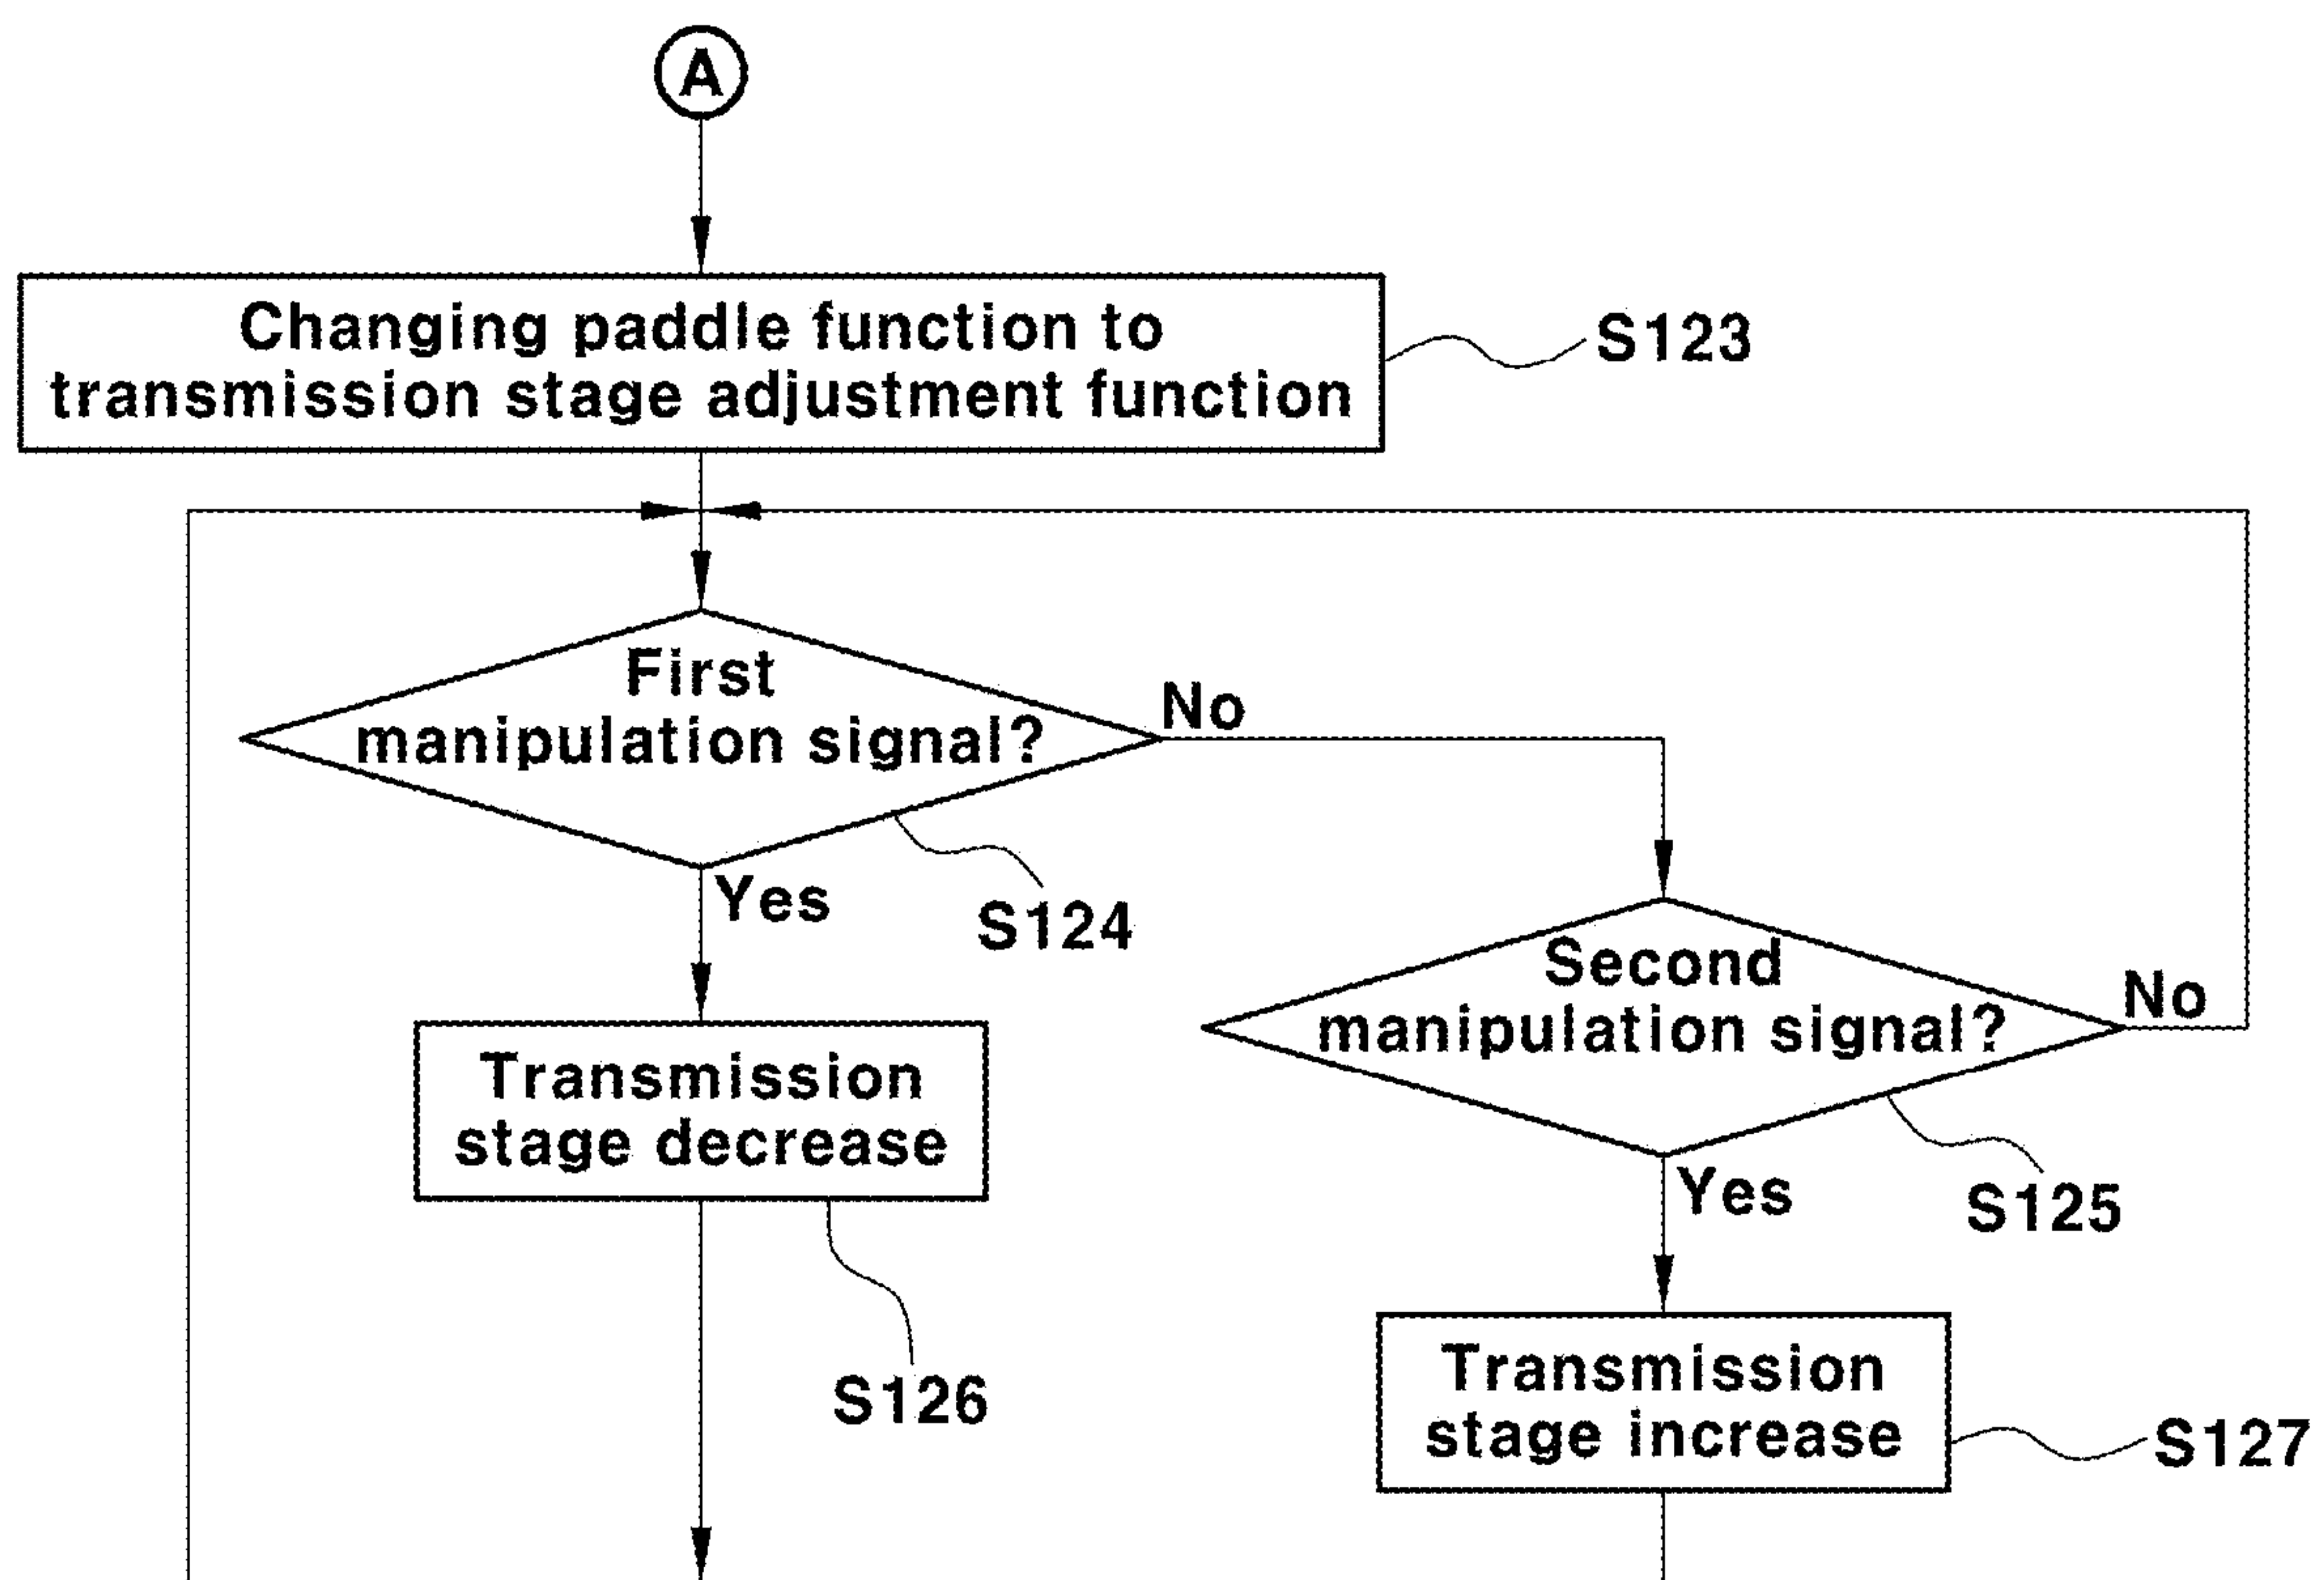 A
Changing paddle function to
transmission stage adjustment function
S123
First
manipulation signal?
No
Yes
S124
Second
manipulation signal?
No
Yes
S125
Transmission
stage decrease
S126
Transmission
stage increase
S127